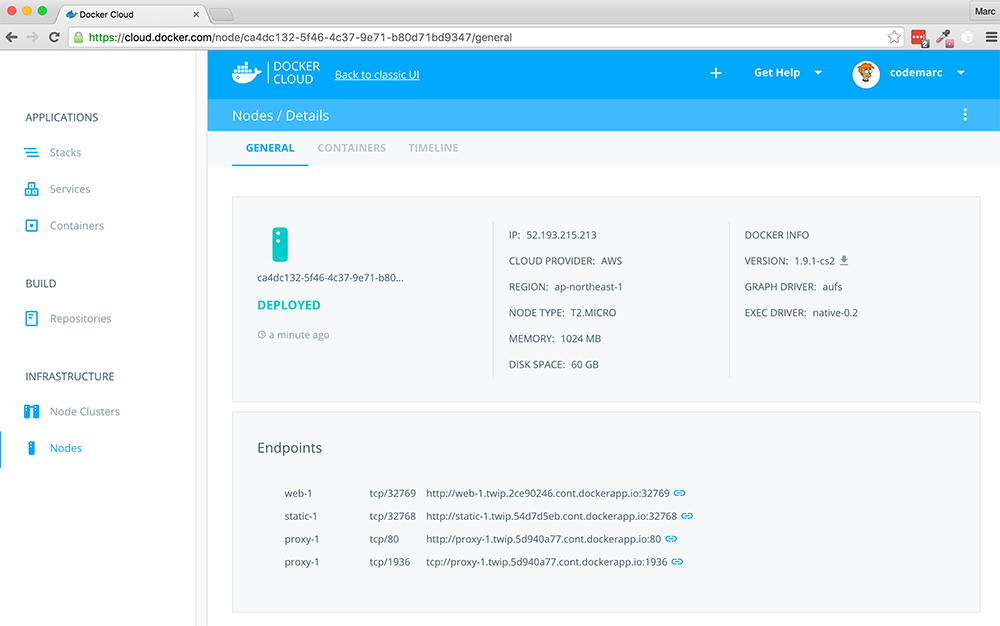 Docker Cloud
Marc
https://cloud.docker.com/node/ca4dc132-5f46-4c37-9e71-b80d71bd9347/general
2
DOCKER
CLOUD
Back to classic UI
+
Get Help
codemarc
Nodes / Details
GENERAL CONTAINERS TIMELINE
APPLICATIONS
Stacks
Services
Containers
BUILD
Repositories
INFRASTRUCTURE
Node Clusters
Nodes
ca4dc132-5f46-4c37-9e71-b80...
DEPLOYED
a minute ago
IP: 52.193.215.213
CLOUD PROVIDER: AWS
REGION: ap-northeast-1
NODE TYPE: T2.MICRO
MEMORY: 1024 MB
DISK SPACE: 60 GB
DOCKER INFO
VERSION: 1.9.1-cs2
GRAPH DRIVER: aufs
EXEC DRIVER: native-0.2
Endpoints
web-1 tcp/32769 http://web-1.twip.2ce90246.cont.dockerapp.io:32769
static-1 tcp/32768 http://static-1.twip.54d7d5eb.cont.dockerapp.io:32768
proxy-1 tcp/80 http://proxy-1.twip.5d940a77.cont.dockerapp.io:80
proxy-1 tcp/1936 tcp://proxy-1.twip.5d940a77.cont.dockerapp.io:1936